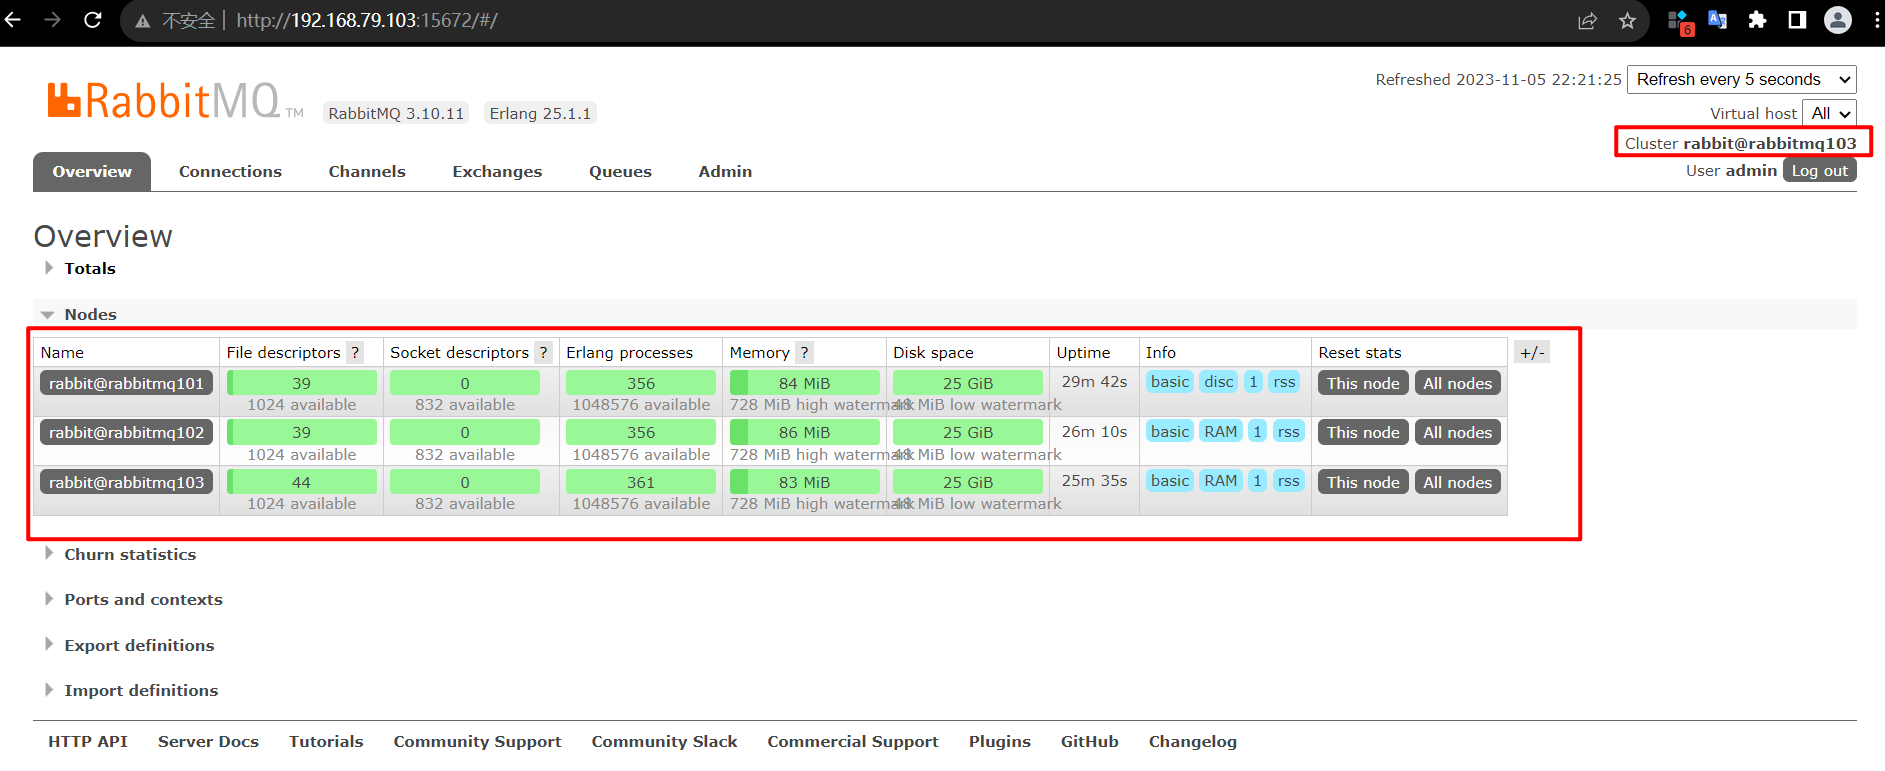 不安全 http://192.168.79.103:15672/#/
6
RabbitMQ TM RabbitMQ 3.10.11 Erlang 25.1.1
Refreshed 2023-11-05 22:21:25 Refresh every 5 seconds
Virtual host All
Cluster rabbit@rabbitmq103
User admin Log out
Overview Connections Channels Exchanges Queues Admin
Overview
Totals
Nodes
Name File descriptors ? Socket descriptors ? Erlang processes Memory ? Disk space Uptime Info Reset stats +/-
rabbit@rabbitmq101 39 0 356 84 MiB 25 GiB 29m 42s basic disc 1 rss This node All nodes
1024 available 832 available 1048576 available 728 MiB high watermark 48 MiB low watermark
rabbit@rabbitmq102 39 0 356 86 MiB 25 GiB 26m 10s basic RAM 1 rss This node All nodes
1024 available 832 available 1048576 available 728 MiB high watermark 48 MiB low watermark
rabbit@rabbitmq103 44 0 361 83 MiB 25 GiB 25m 35s basic RAM 1 rss This node All nodes
1024 available 832 available 1048576 available 728 MiB high watermark 48 MiB low watermark
Churn statistics
Ports and contexts
Export definitions
Import definitions
HTTP API Server Docs Tutorials Community Support Community Slack Commercial Support Plugins GitHub Changelog